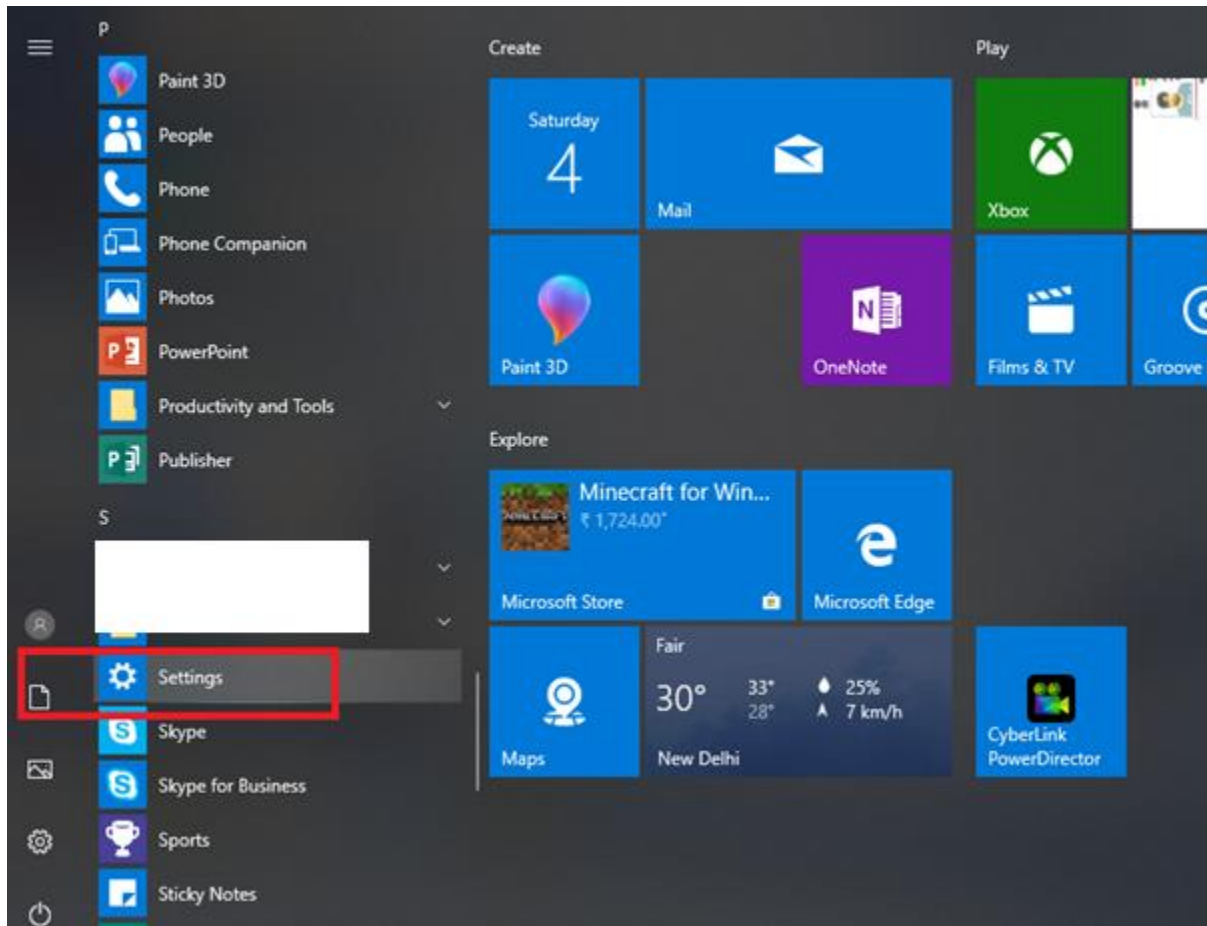 P
Paint 3D
People
Phone
Phone Companion
Photos
PowerPoint
Productivity and Tools
Publisher
S
Settings
Skype
Skype for Business
Sports
Sticky Notes
Create
Saturday
4
Mail
Paint 3D
OneNote
Explore
Minecraft for Win...
₹ 1,724.00*
Microsoft Store
Microsoft Edge
Maps
Fair
30° 33° 25%
28° 7 km/h
New Delhi
Play
Xbox
Films & TV
Groove
CyberLink
PowerDirector